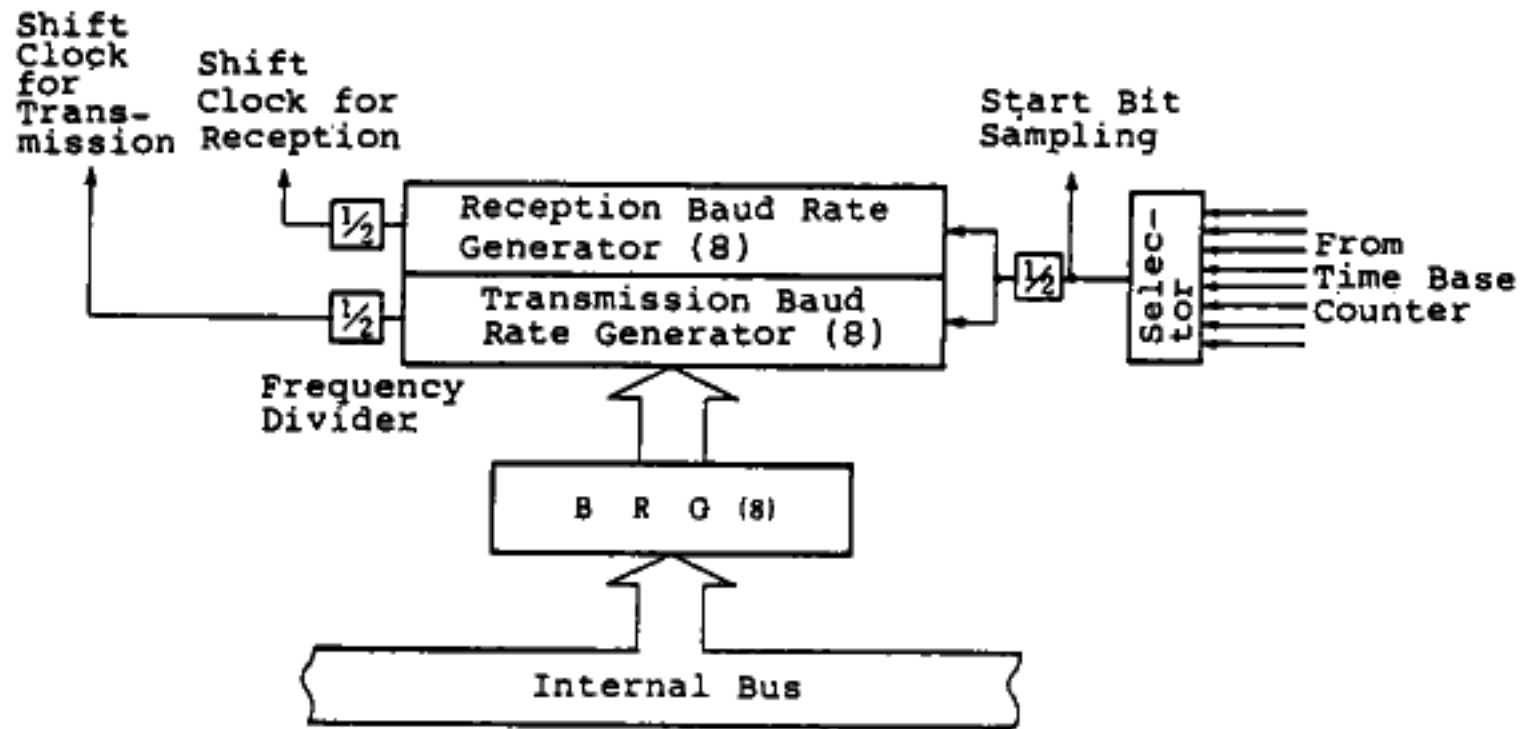 Shift
Clock
for
Trans-
mission
Shift
Clock for
Reception
Start Bit
Sampling
1/2
Reception Baud Rate
Generator (8)
1/2
Transmission Baud
Rate Generator (8)
1/2
Selec-
tor
From
Time Base
Counter
Frequency
Divider
B R G (8)
Internal Bus